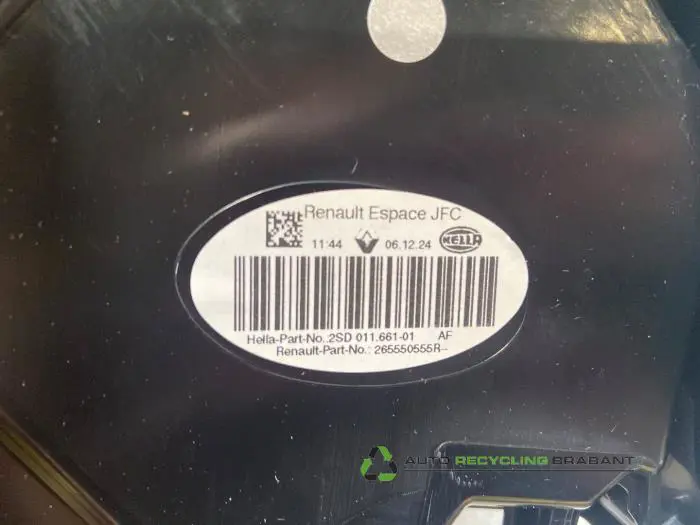 Renault Espace JFC
11:44 06.12.24 HELLA
Hella-Part-No.:2SD 011.661-01 AF
Renault-Part-No.: 265550555R--
AUTO RECYCLING BRABANT